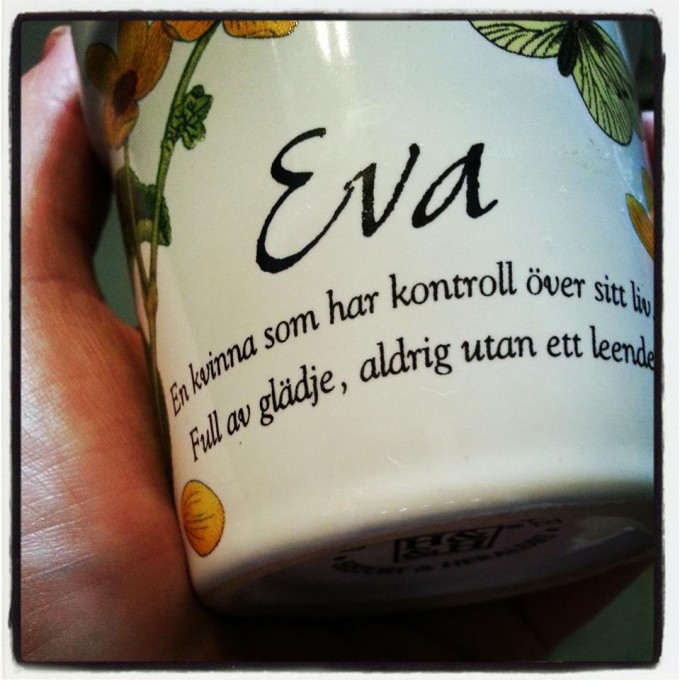 Eva
En kvinna som har kontroll över sitt liv.
Full av glädje, aldrig utan ett leende